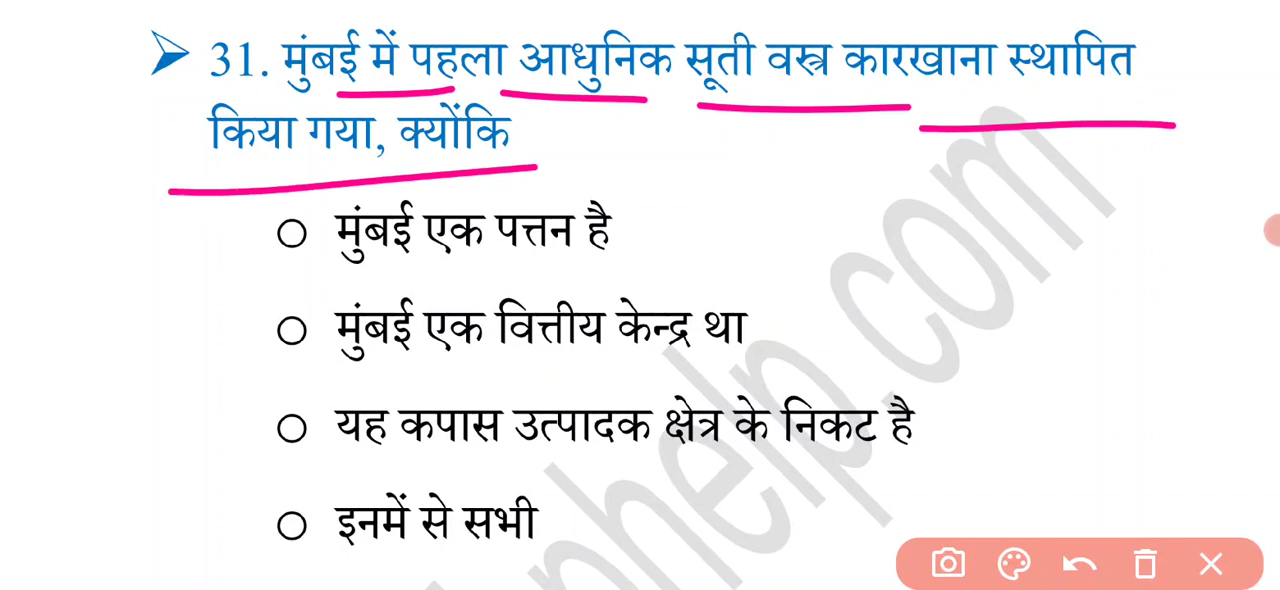 31. मुंबई में पहला आधुनिक सूती वस्त्र कारखाना स्थापित
किया गया, क्योंकि
मुंबई एक पत्तन है
मुंबई एक वित्तीय केन्द्र था
यह कपास उत्पादक क्षेत्र के निकट है
इनमें से सभी